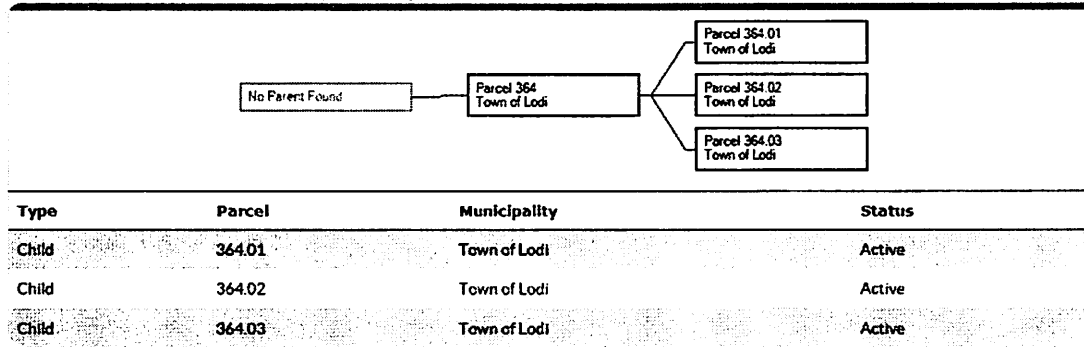 No Parent Found
Parcel 364
Town of Lodi
Parcel 364.01
Town of Lodi
Parcel 364.02
Town of Lodi
Parcel 364.03
Town of Lodi
Type Parcel Municipality Status
Child 364.01 Town of Lodi Active
Child 364.02 Town of Lodi Active
Child 364.03 Town of Lodi Active